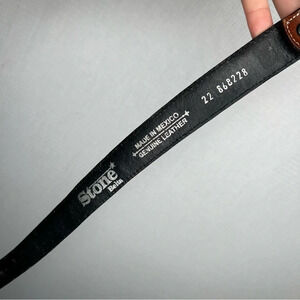 Stone
Belts
MADE IN MEXICO
GENUINE LEATHER
22 868228